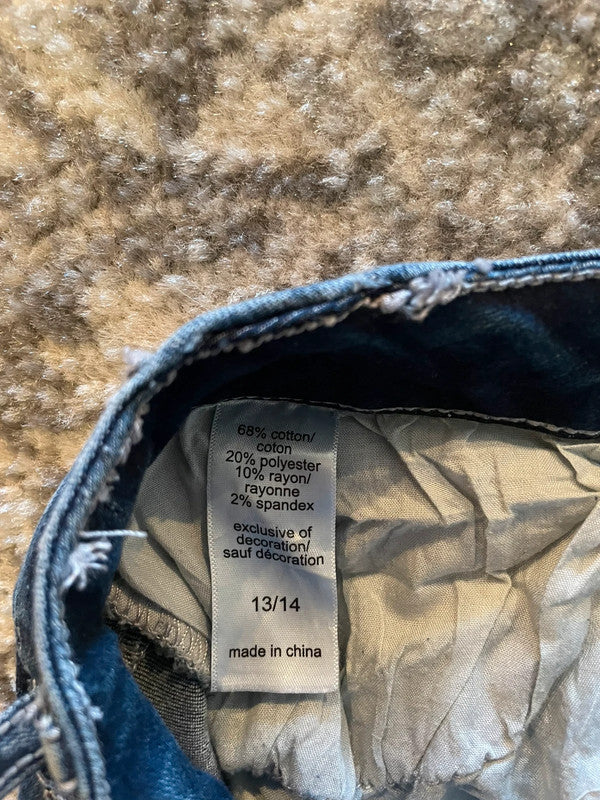 68% cotton/
coton
20% polyester
10% rayon/
rayonne
2% spandex
exclusive of
decoration/
sauf décoration
13/14
made in china